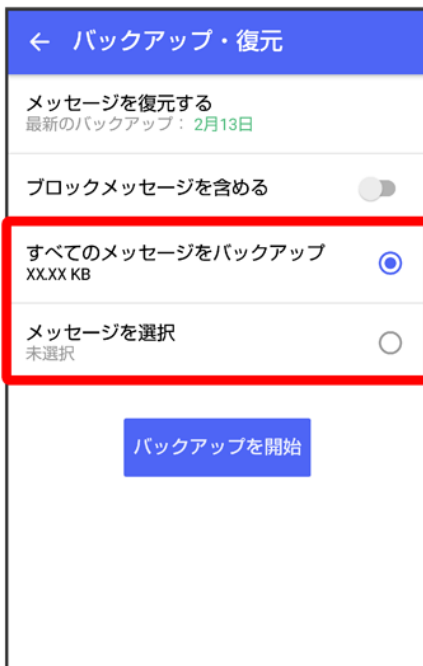 ← バックアップ・復元
メッセージを復元する
最新のバックアップ： 2月13日
ブロックメッセージを含める
すべてのメッセージをバックアップ
XX.XX KB
メッセージを選択
未選択
バックアップを開始